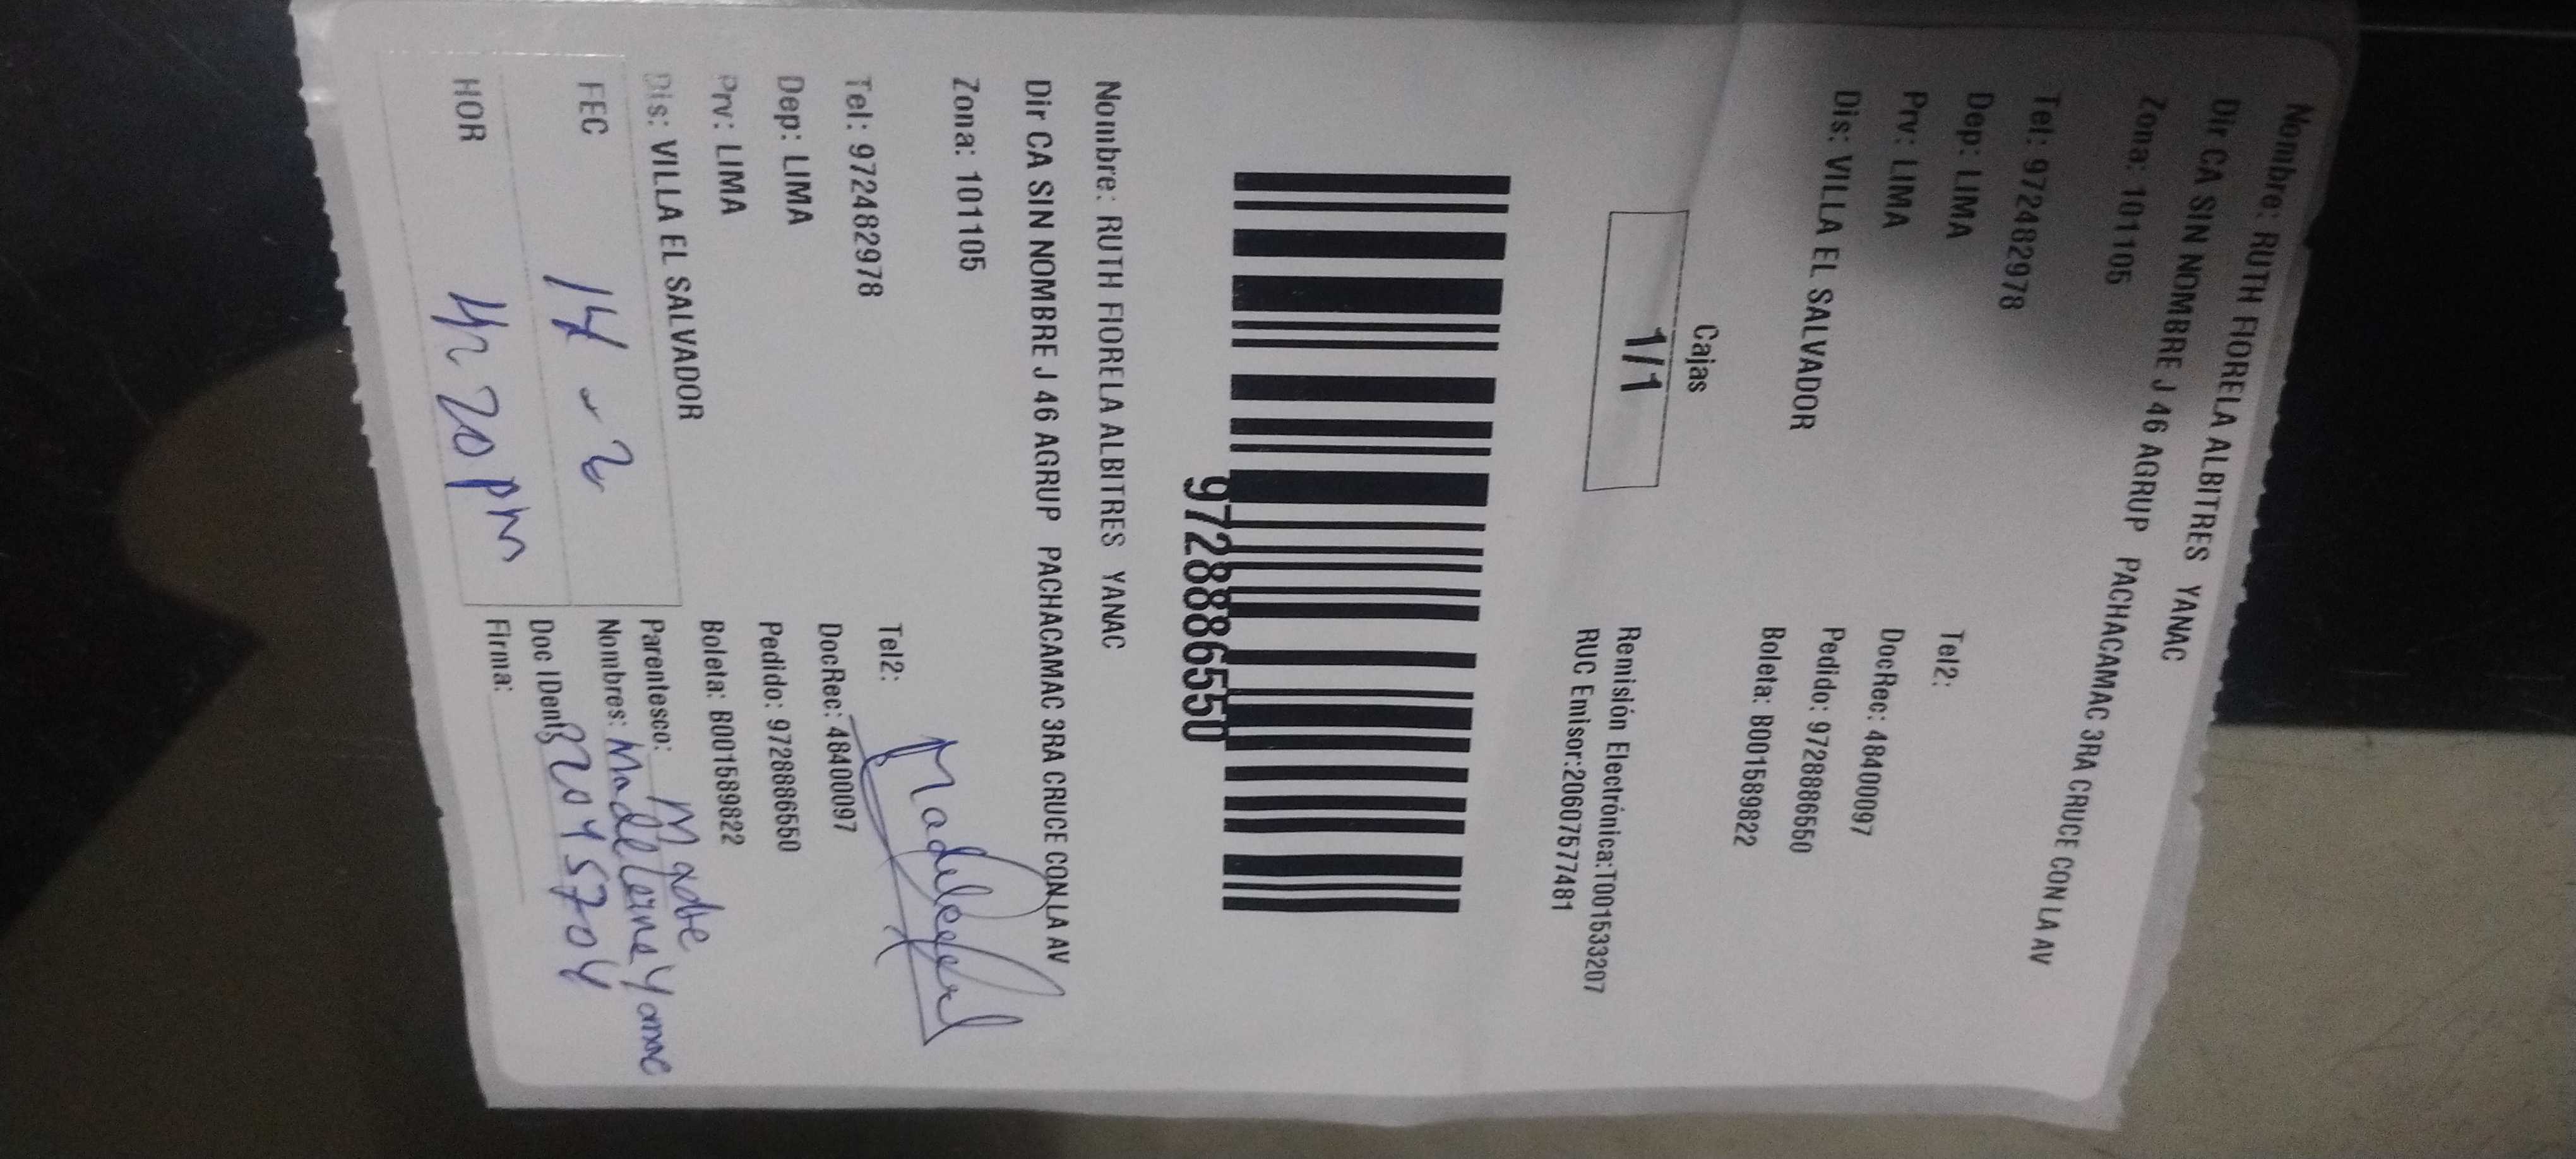 Nombre: RUTH FIORELA ALBITRES YANAC
Dir CA SIN NOMBRE J 46 AGRUP PACHACAMAC 3RA CRUCE CON LA AV
Zona: 101105
Tel: 972482978 Tel2:
Dep: LIMA DocRec: 48400097
Prv: LIMA Pedido: 9728886550
Dis: VILLA EL SALVADOR Boleta: B001589822
Cajas
1/1
Remisión Electrónica:T001533207
RUC Emisor:20607577481
9728886550
Nombre: RUTH FIORELA ALBITRES YANAC
Dir CA SIN NOMBRE J 46 AGRUP PACHACAMAC 3RA CRUCE CON LA AV
Zona: 101105
Tel: 972482978 Tel2:
Dep: LIMA DocRec: 48400097
Prv: LIMA Pedido: 9728886550
Dis: VILLA EL SALVADOR Boleta: B001589822
Parentesco: Madre
FEC 14 - 2 Nombres:
Doc IDent
HOR 4h 20 pm Firma: